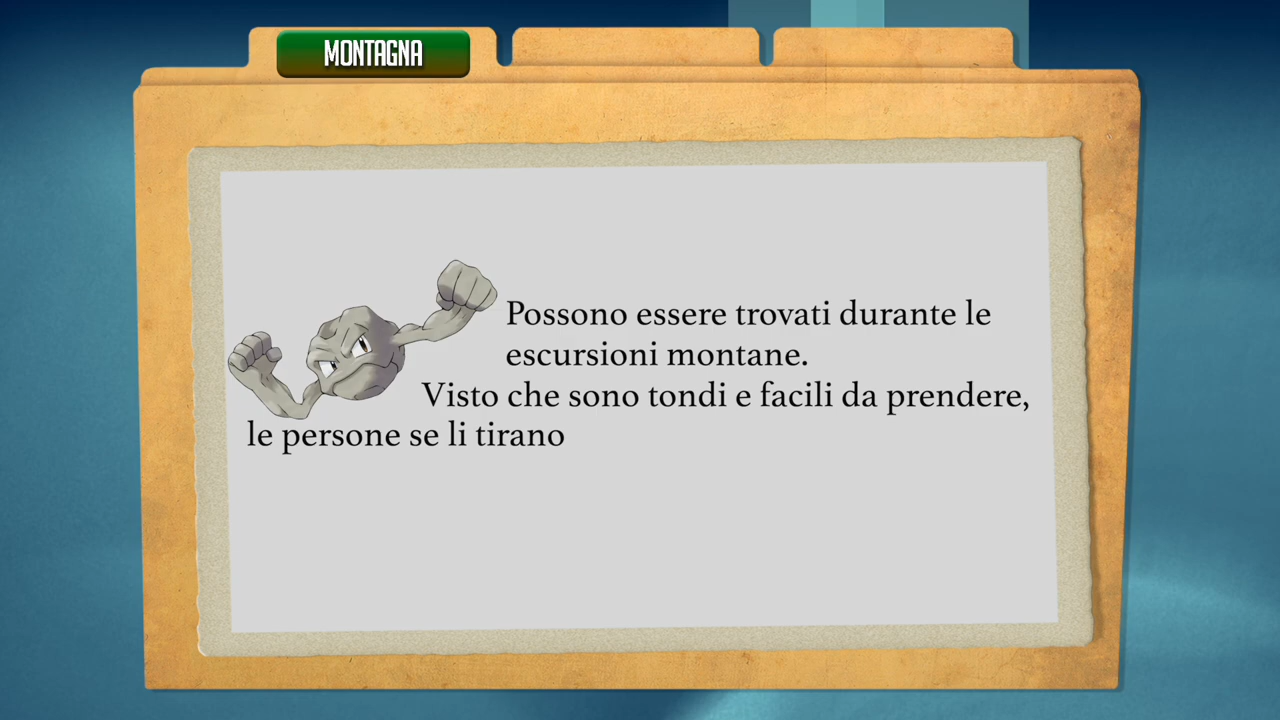 MONTAGNA
Possono essere trovati durante le
escursioni montane.
Visto che sono tondi e facili da prendere,
le persone se li tirano